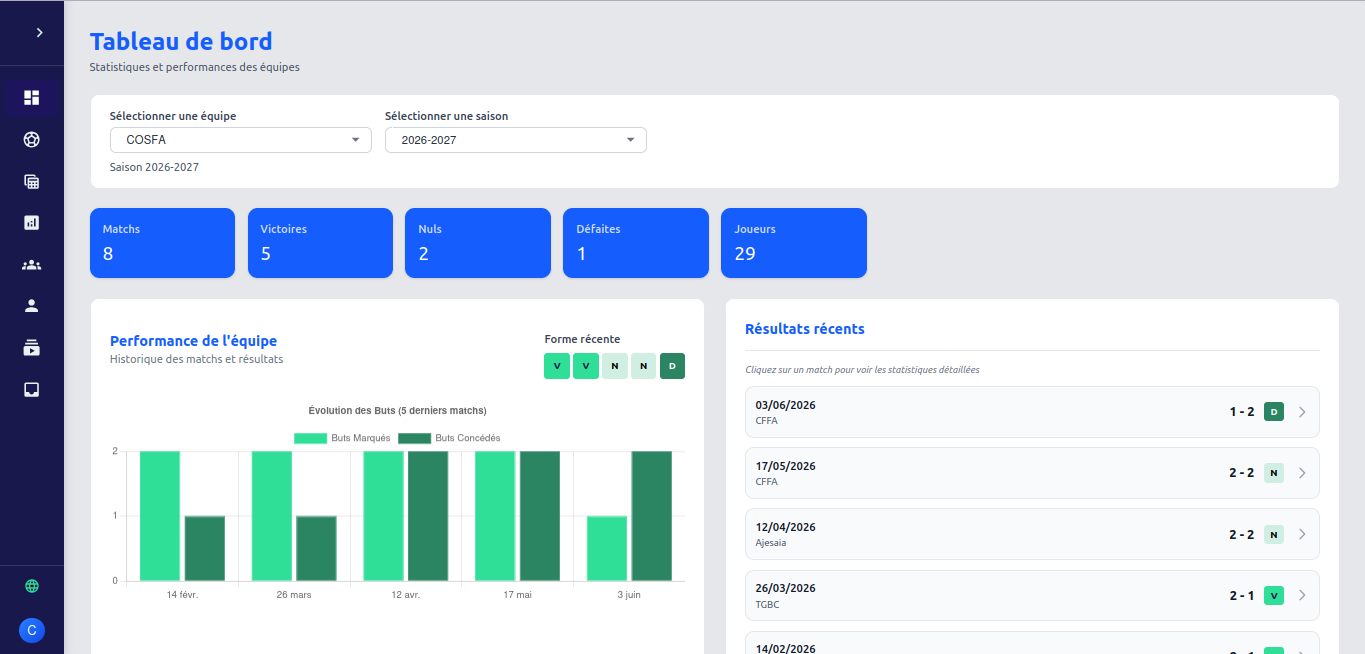 Tableau de bord
Statistiques et performances des équipes
Sélectionner une équipe
COSFA
Sélectionner une saison
2026-2027
Saison 2026-2027
Matchs
8
Victoires
5
Nuls
2
Défaites
1
Joueurs
29
Performance de l'équipe
Historique des matchs et résultats
Forme récente
V V N N D
Évolution des Buts (5 derniers matchs)
Buts Marqués Buts Concédés
2
1
0
14 févr. 26 mars 12 avr. 17 mai 3 juin
Résultats récents
Cliquez sur un match pour voir les statistiques détaillées
03/06/2026
CFFA
1 - 2 D
17/05/2026
CFFA
2 - 2 N
12/04/2026
Ajesaia
2 - 2 N
26/03/2026
TGBC
2 - 1 V
14/02/2026
C